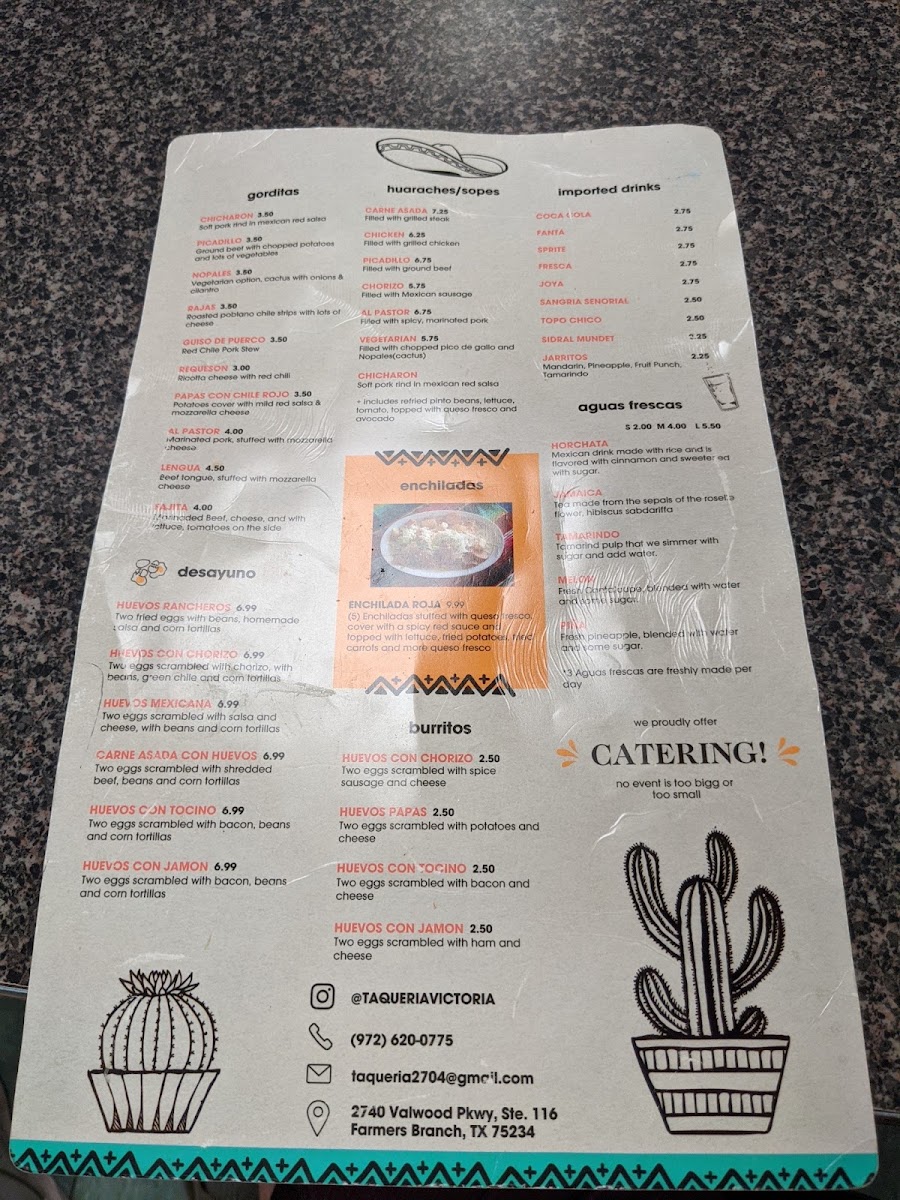 gorditas
CHICHARON 3.50
Soft pork rind in mexican red salsa
PICADILLO 3.50
Ground beef with chopped potatoes
and lots of vegetables
NOPALES 3.50
Vegetarian option, cactus with onions &
cilantro
RAJAS 3.50
Roasted poblano chile strips with lots of
cheese
GUISO DE PUERCO 3.50
Red Chile Pork Stew
REQUESON 3.00
Ricotta cheese with red chili
PAPAS CON CHILE ROJO 3.50
Potatoes cover with mild red salsa &
mozzarella cheese
AL PASTOR 4.00
Marinated pork, stuffed with mozzarella
cheese
LENGUA 4.50
Beef tongue, stuffed with mozzarella
cheese
FAJITA 4.00
Beef, cheese, and with
lettuce, tomatoes on the side
desayuno
HUEVOS RANCHEROS 6.99
Two fried eggs with beans, homemade
salsa and corn tortillas
HUEVOS CON CHORIZO 6.99
Two eggs scrambled with chorizo, with
beans, green chile and corn tortillas
HUEVOS MEXICANA 6.99
Two eggs scrambled with salsa and
cheese, with beans and corn tortillas
CARNE ASADA CON HUEVOS 6.99
Two eggs scrambled with shredded
beef, beans and corn tortillas
HUEVOS CON TOCINO 6.99
Two eggs scrambled with bacon, beans
and corn tortillas
HUEVOS CON JAMON 6.99
Two eggs scrambled with bacon, beans
and corn tortillas
huaraches/sopes
CARNE ASADA 7.25
Filled with grilled steak
CHICKEN 6.25
Filled with grilled chicken
PICADILLO 6.75
Filled with ground beef
CHORIZO 5.75
Filled with Mexican sausage
AL PASTOR 6.75
Filled with spicy, marinated pork
VEGETARIAN 5.75
Filled with chopped pico de gallo and
Nopales(cactus)
CHICHARON
Soft pork rind in mexican red salsa
+ includes refried pinto beans, lettuce,
tomato, topped with queso fresco and
avocado
enchiladas
ENCHILADA ROJA 9.99
(5) Enchiladas stuffed with queso fresco,
cover with a spicy red sauce and
topped with lettuce, fried potatoes, fried
carrots and more queso fresco
burritos
HUEVOS CON CHORIZO 2.50
Two eggs scrambled with spice
sausage and cheese
HUEVOS PAPAS 2.50
Two eggs scrambled with potatoes and
cheese
HUEVOS CON TOCINO 2.50
Two eggs scrambled with bacon and
cheese
HUEVOS CON JAMON 2.50
Two eggs scrambled with ham and
cheese
imported drinks
COCA COLA 2.75
FANTA 2.75
SPRITE 2.75
FRESCA 2.75
JOYA 2.75
SANGRIA SENORIAL 2.50
TOPO CHICO 2.50
SIDRAL MUNDET 2.25
JARRITOS 2.25
Mandarin, Pineapple, Fruit Punch,
Tamarindo
aguas frescas
S 2.00 M 4.00 L 5.50
HORCHATA
Mexican drink made with rice and is
flavored with cinnamon and sweetened
with sugar.
JAMAICA
Tea made from the sepals of the roselle
flower, hibiscus sabdariffa
TAMARINDO
Tamarind pulp that we simmer with
sugar and add water.
MELON
Fresh Cantaloupe, blended with water
and some sugar.
PIÑA
Fresh pineapple, blended with water
and some sugar.
*3 Aguas frescas are freshly made per
day
we proudly offer
CATERING!
no event is too bigg or
too small
@TAQUERIAVICTORIA
(972) 620-0775
taqueria2704@gmail.com
2740 Valwood Pkwy, Ste. 116
Farmers Branch, TX 75234